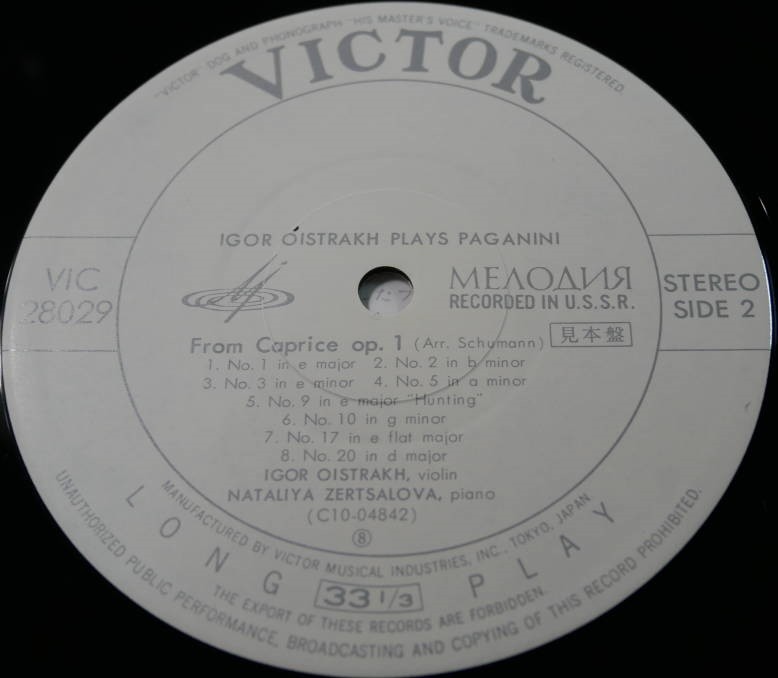 "VICTOR" DOG AND PHONOGRAPH "HIS MASTER'S VOICE" TRADEMARKS REGISTERED.
VICTOR
IGOR OISTRAKH PLAYS PAGANINI
VIC
28029
МЕЛОДИЯ
RECORDED IN U.S.S.R.
STEREO
SIDE 2
From Caprice op. 1 (Arr. Schumann) 見本盤
1. No. 1 in e major 2. No. 2 in b minor
3. No. 3 in e minor 4. No. 5 in a minor
5. No. 9 in e major "Hunting"
6. No. 10 in g minor
7. No. 17 in e flat major
8. No. 20 in d major
IGOR OISTRAKH, violin
NATALIYA ZERTSALOVA, piano
(C10-04842)
⑧
MANUFACTURED BY VICTOR MUSICAL INDUSTRIES, INC., TOKYO, JAPAN
LONG PLAY
33 1/3
THE EXPORT OF THESE RECORDS ARE FORBIDDEN.
UNAUTHORIZED PUBLIC PERFORMANCE, BROADCASTING AND COPYING OF THIS RECORD PROHIBITED.